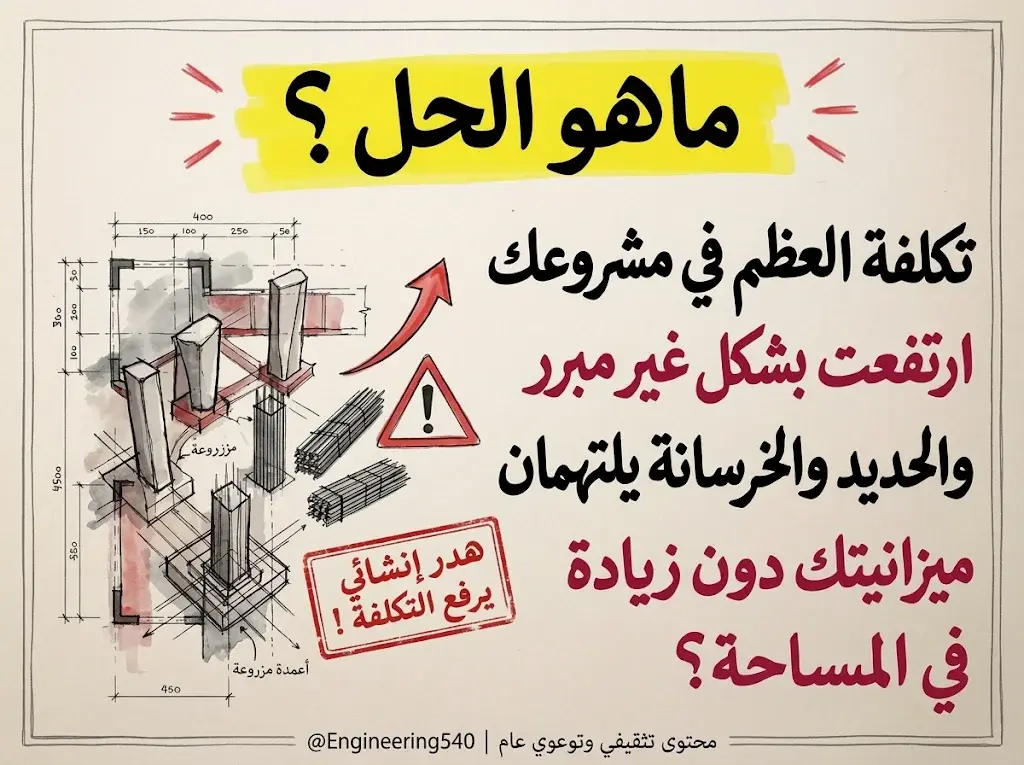 ماهو الحل ؟
تكلفة العظم في مشروعك
ارتفعت بشكل غير مبرر
والحديد والخرسانة يلتهمان
ميزانيتك دون زيادة
في المساحة؟
400
150
100
250
50
50
200
360
100
4500
550
450
مززروعة
أعمدة مزروعة
هدر إنشائي
يرفع التكلفة !
@Engineering540 | محتوى تثقيفي وتوعوي عام